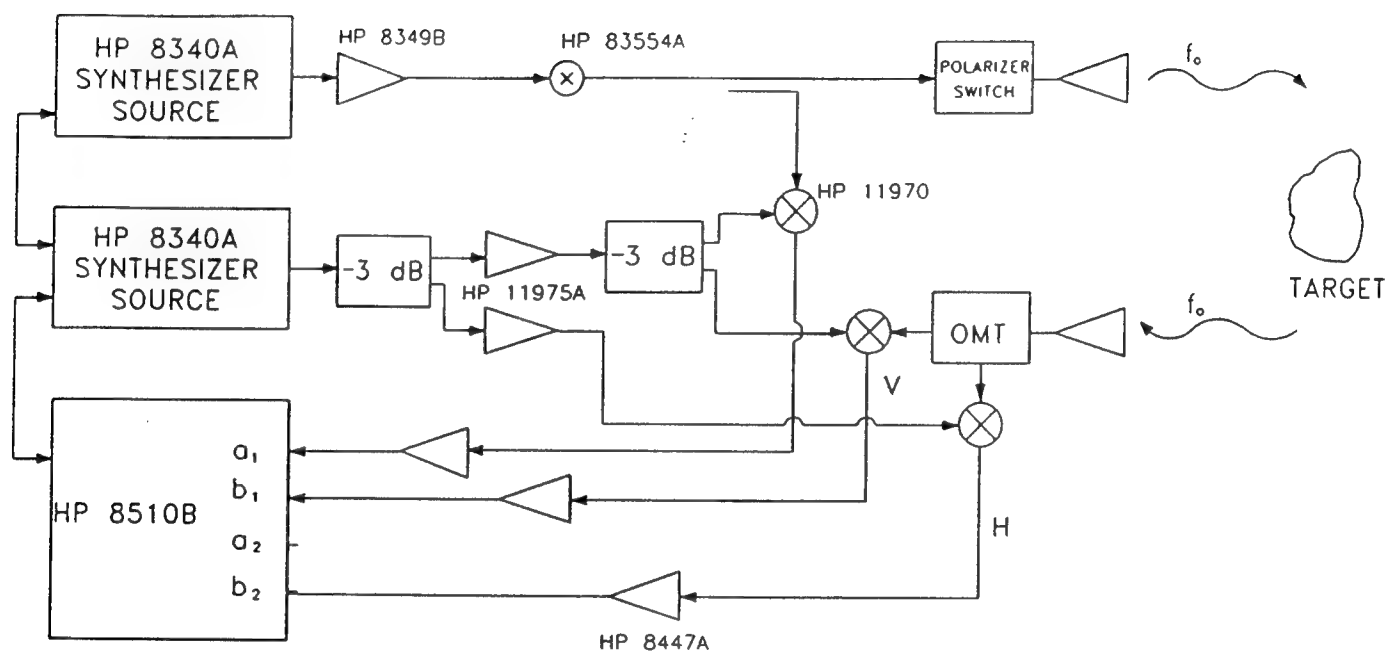 HP 8340A
SYNTHESIZER
SOURCE
HP 8349B
HP 83554A
POLARIZER
SWITCH
f₀
HP 11970
HP 8340A
SYNTHESIZER
SOURCE
-3 dB
HP 11975A
-3 dB
OMT
f₀
TARGET
V
H
HP 8510B
a₁
b₁
a₂
b₂
HP 8447A